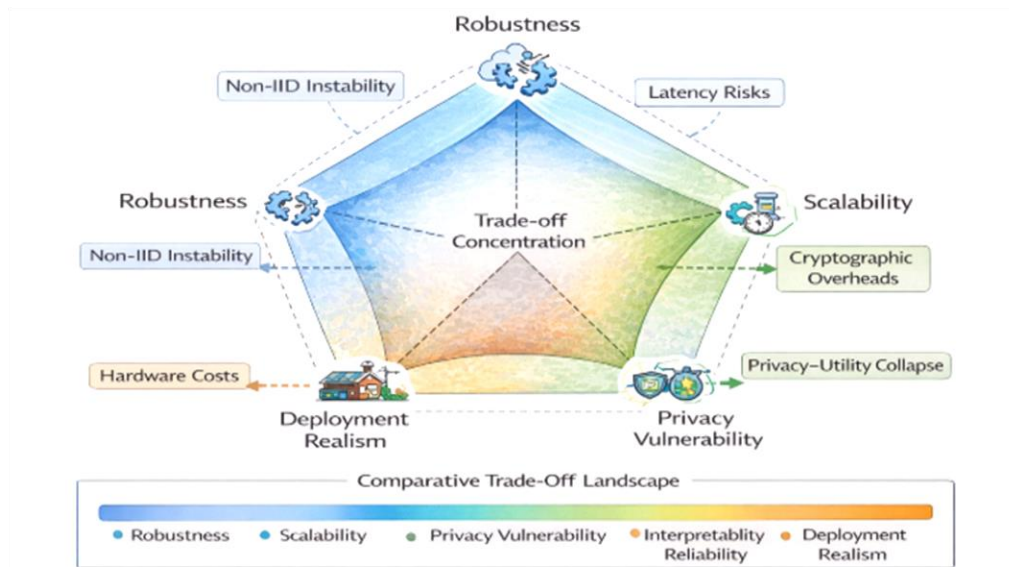 Robustness
Non-IID Instability
Latency Risks
Robustness
Scalability
Trade-off
Concentration
Non-IID Instability
Cryptographic
Overheads
Hardware Costs
Privacy–Utility Collapse
Deployment
Realism
Privacy
Vulnerability
Comparative Trade-Off Landscape
Robustness
Scalability
Privacy Vulnerability
Interpretablity
Reliability
Deployment
Realism